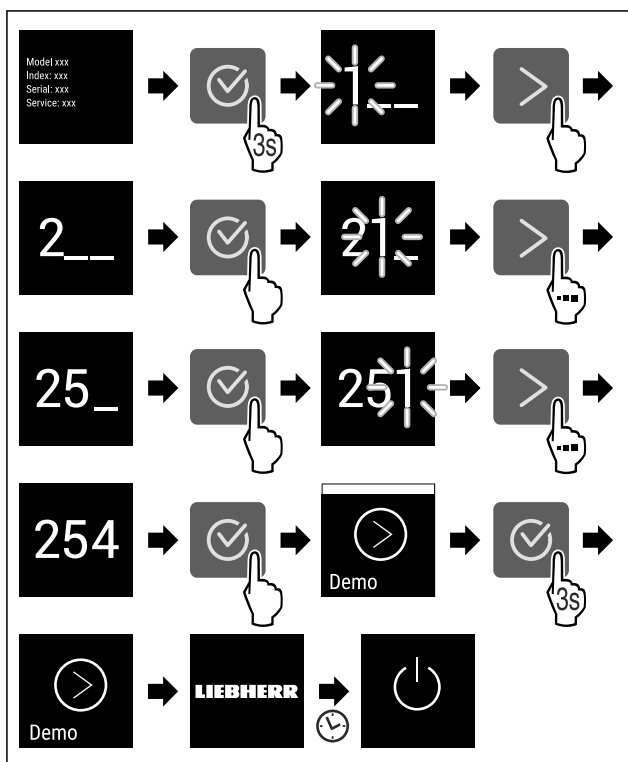 Model xxx
Index: xxx
Serial: xxx
Service: xxx
3s
1__
2__
21_
25_
251
254
Demo
3s
Demo
LIEBHERR